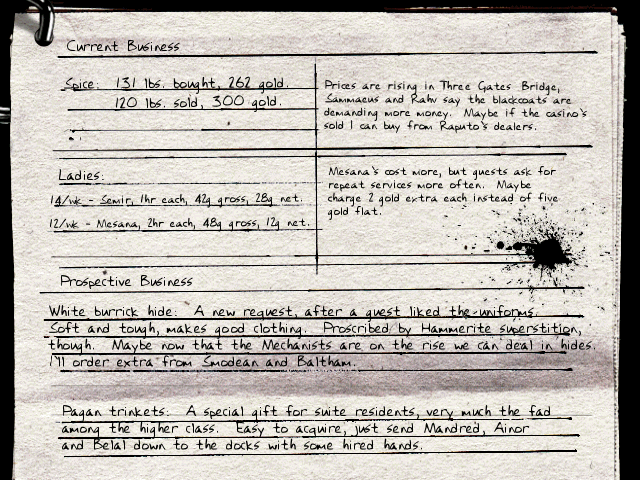 Current Business
Spice: 131 lbs. bought, 262 gold.
120 lbs. sold, 300 gold.
Prices are rising in Three Gates Bridge,
Sammaeus and Rahv say the blackcoats are
demanding more money. Maybe if the casino's
sold I can buy from Raputo's dealers.
Ladies:
14/wk - Semir, 1hr each, 42g gross, 28g net.
12/wk - Mesana, 2hr each, 48g gross, 12g net.
Mesana's cost more, but guests ask for
repeat services more often. Maybe
charge 2 gold extra each instead of five
gold flat.
Prospective Business
White burrick hide: A new request, after a guest liked the uniforms.
Soft and tough, makes good clothing. Proscribed by Hammerite superstition,
though. Maybe now that the Mechanists are on the rise we can deal in hides.
I'll order extra from Smodean and Baltham.
Pagan trinkets: A special gift for suite residents, very much the fad
among the higher class. Easy to acquire, just send Mandred, Ainor
and Belal down to the docks with some hired hands.